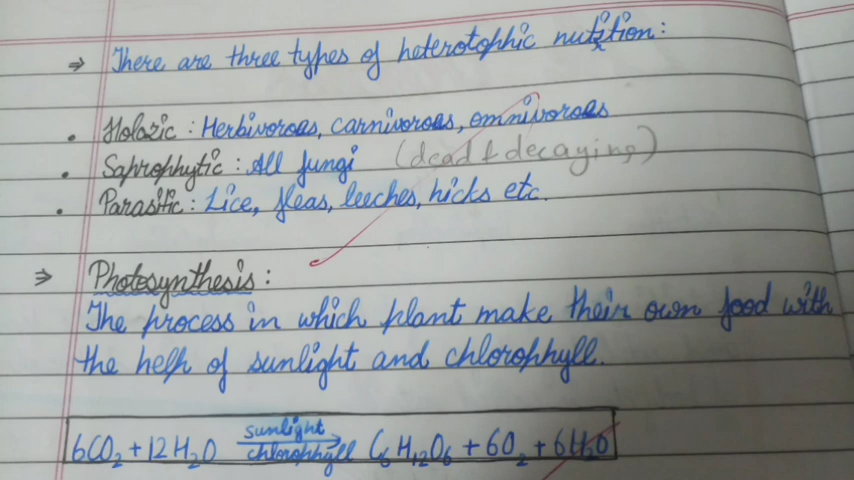 ⇒ There are three types of heterotophic nutrition:
• Holozic : Herbivoroes, carnivoroes, omnivoroes
• Saprophytic : All fungi (dead & decaying)
• Parasitic : Lice, fleas, leeches, hicks etc.
⇒ Photosynthesis :
The process in which plant make their own food with
the help of sunlight and chlorophyll.
6CO₂ + 12H₂O sunlight chlorophyll → C₆H₁₂O₆ + 6O₂ + 6H₂O